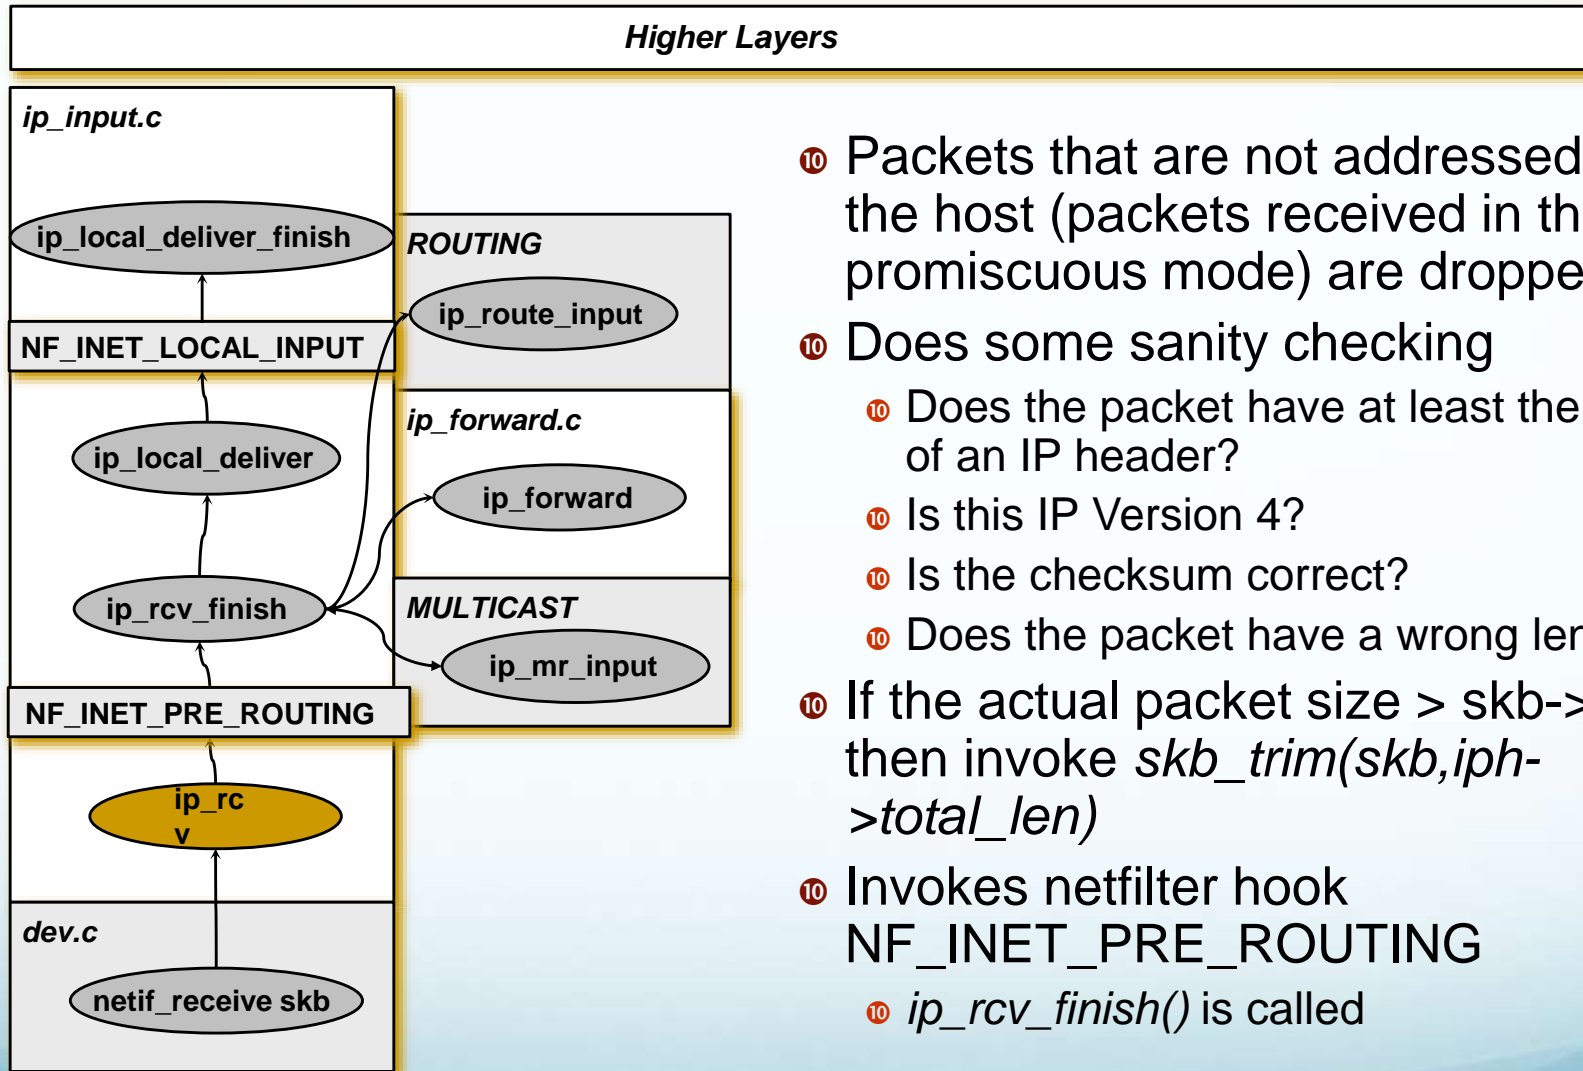 Higher Layers
ip_input.c
ip_local_deliver_finish
NF_INET_LOCAL_INPUT
ip_local_deliver
ip_rcv_finish
NF_INET_PRE_ROUTING
ip_rc
v
dev.c
netif_receive skb
ROUTING
ip_route_input
ip_forward.c
ip_forward
MULTICAST
ip_mr_input
Packets that are not addressed
the host (packets received in th
promiscuous mode) are droppe
Does some sanity checking
Does the packet have at least the
of an IP header?
Is this IP Version 4?
Is the checksum correct?
Does the packet have a wrong len
If the actual packet size > skb->
then invoke skb_trim(skb,iph-
>total_len)
Invokes netfilter hook
NF_INET_PRE_ROUTING
ip_rcv_finish() is called